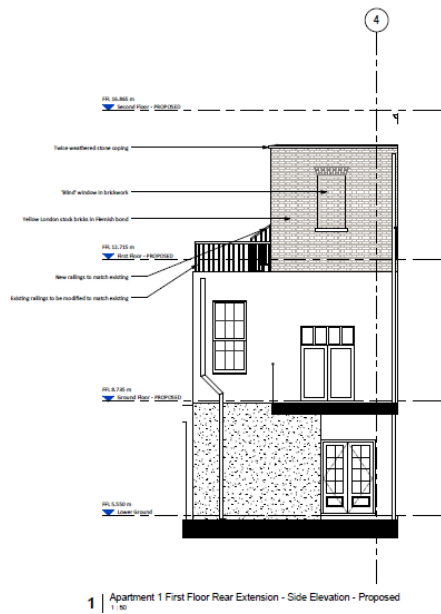 4
FFL 16.865 m
Second Floor - PROPOSED
Twice weathered stone coping
'Blind' window in brickwork
Yellow London stock bricks in Flemish bond
FFL 12.715 m
First Floor - PROPOSED
New railings to match existing
Existing railings to be modified to match existing
FFL 8.735 m
Ground Floor - PROPOSED
FFL 5.550 m
Lower Ground
1 Apartment 1 First Floor Rear Extension - Side Elevation - Proposed
1 : 50